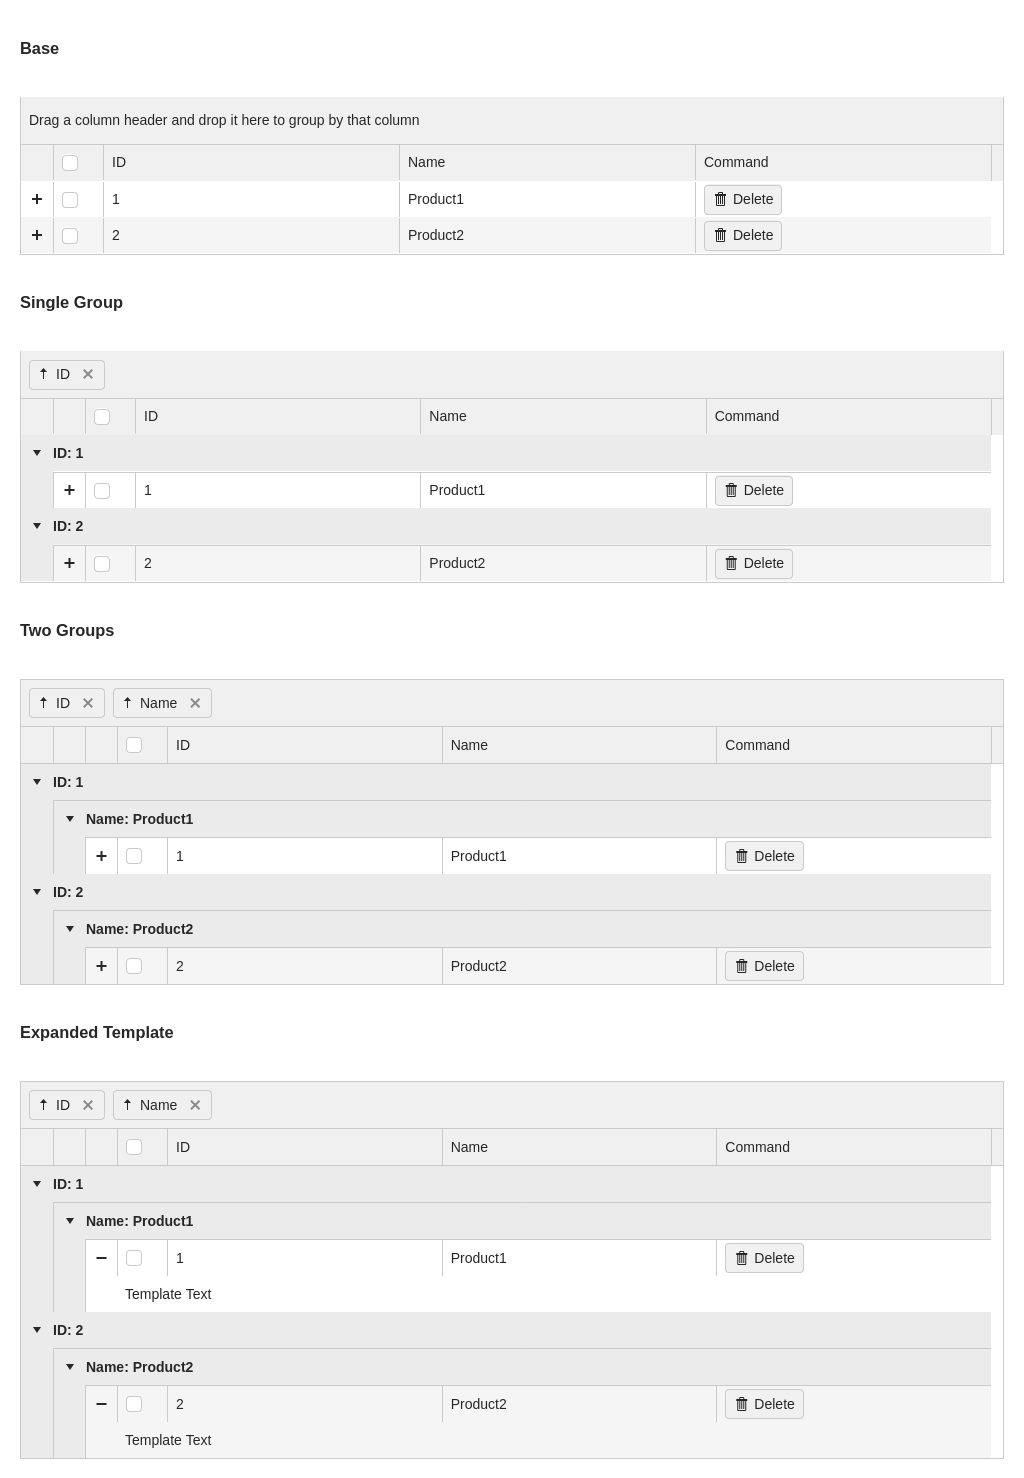 Base
Drag a column header and drop it here to group by that column
ID Name Command
1 Product1 Delete
2 Product2 Delete
Single Group
ID
ID Name Command
ID: 1
1 Product1 Delete
ID: 2
2 Product2 Delete
Two Groups
ID Name
ID Name Command
ID: 1
Name: Product1
1 Product1 Delete
ID: 2
Name: Product2
2 Product2 Delete
Expanded Template
ID Name
ID Name Command
ID: 1
Name: Product1
1 Product1 Delete
Template Text
ID: 2
Name: Product2
2 Product2 Delete
Template Text